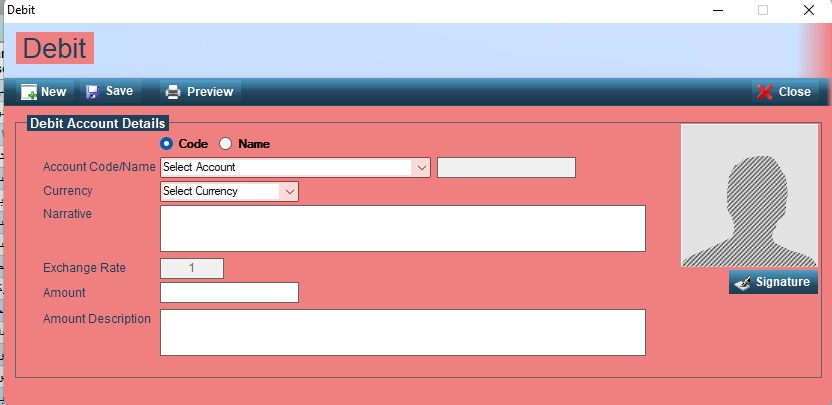 Debit
Debit
New Save Preview Close
Debit Account Details
Code Name
Account Code/Name Select Account
Currency Select Currency
Narrative
Exchange Rate 1
Amount
Signature
Amount Description